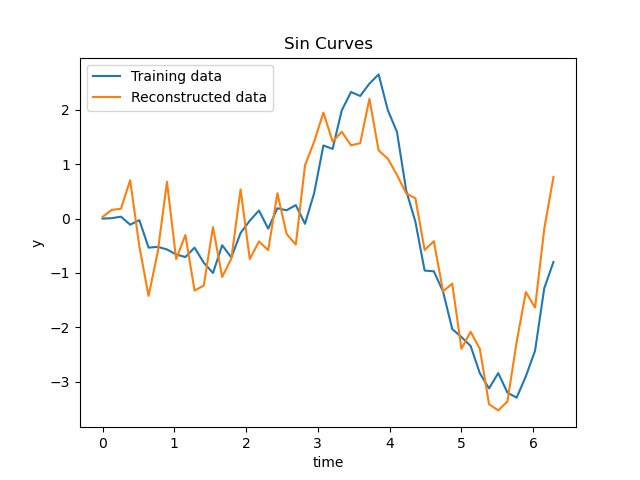 Sin Curves
Training data
Reconstructed data
y
2
1
0
−1
−2
−3
0 1 2 3 4 5 6
time